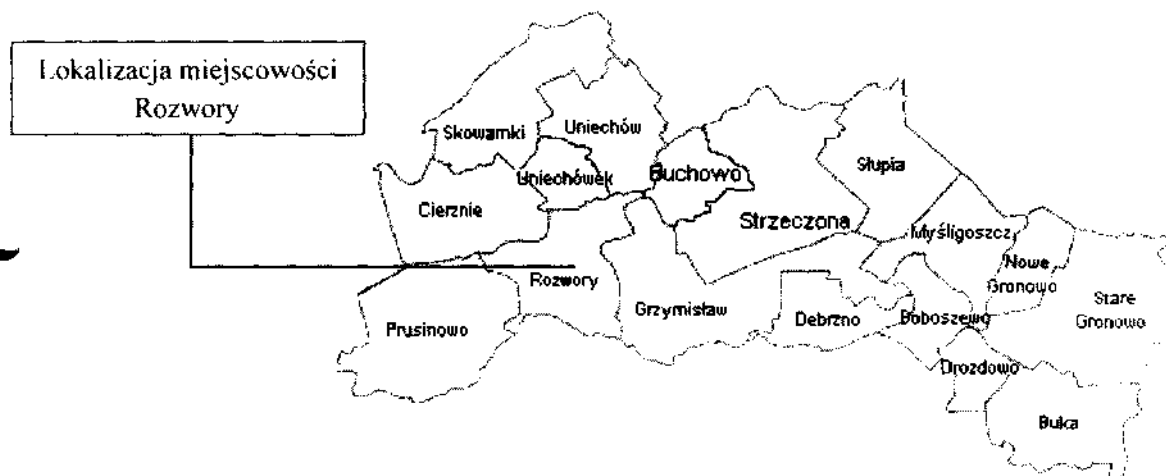 Lokalizacja miejscowości
Rozwory
Skowarnki
Uniechów
Uniechówek
Buchowo
Słupia
Cierznie
Strzeczona
Myśligoszcz
Nowe
Gronowo
Rozwory
Grzymisław
Stare
Gronowo
Prusinowo
Debrzno
Boboszewo
Drozdowo
Buka